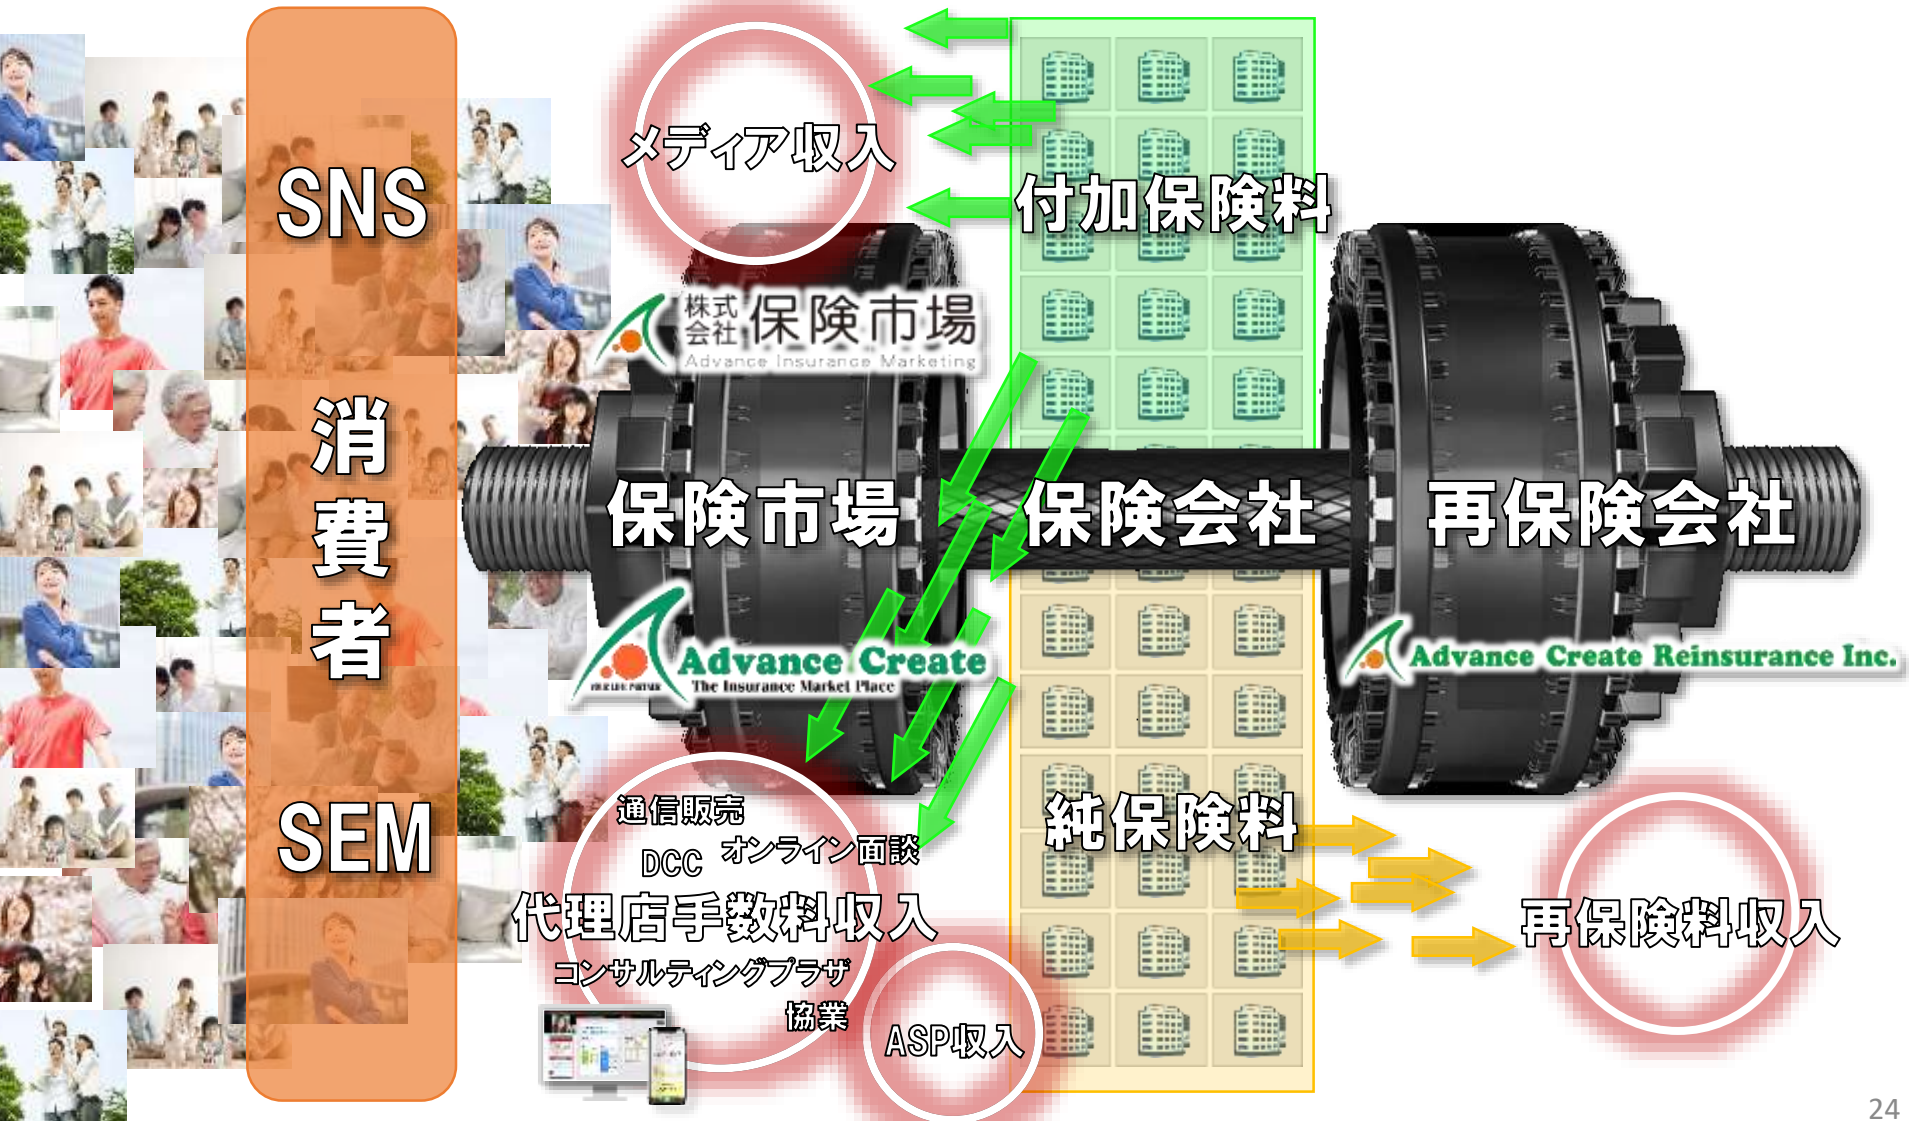 SNS
消費者
SEM
メディア収入
付加保険料
株式会社 保険市場
Advance Insurance Marketing
保険市場
保険会社
再保険会社
Advance Create
YOUR LIFE PARTNER
The Insurance Market Place
Advance Create Reinsurance Inc.
純保険料
通信販売
DCC
オンライン面談
代理店手数料収入
コンサルティングプラザ
協業
ASP収入
再保険料収入
24